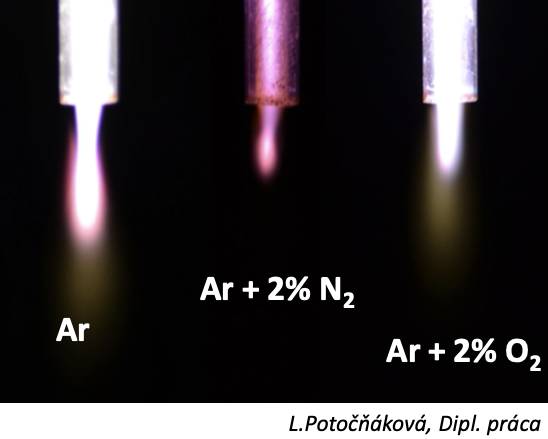 Ar
Ar + 2% N₂
Ar + 2% O₂
L.Potočňáková, Dipl. práca